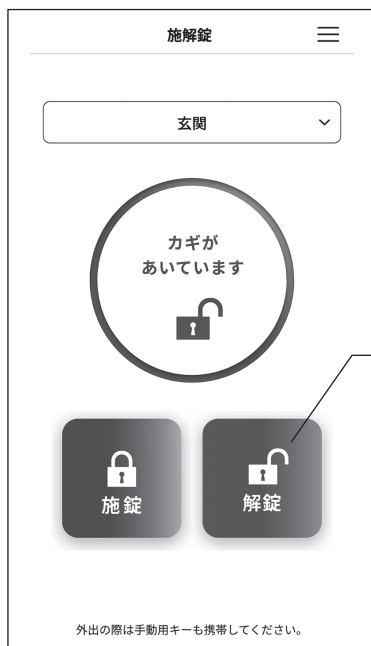 施解錠
玄関
カギが
あいています
施錠
解錠
外出の際は手動用キーも携帯してください。